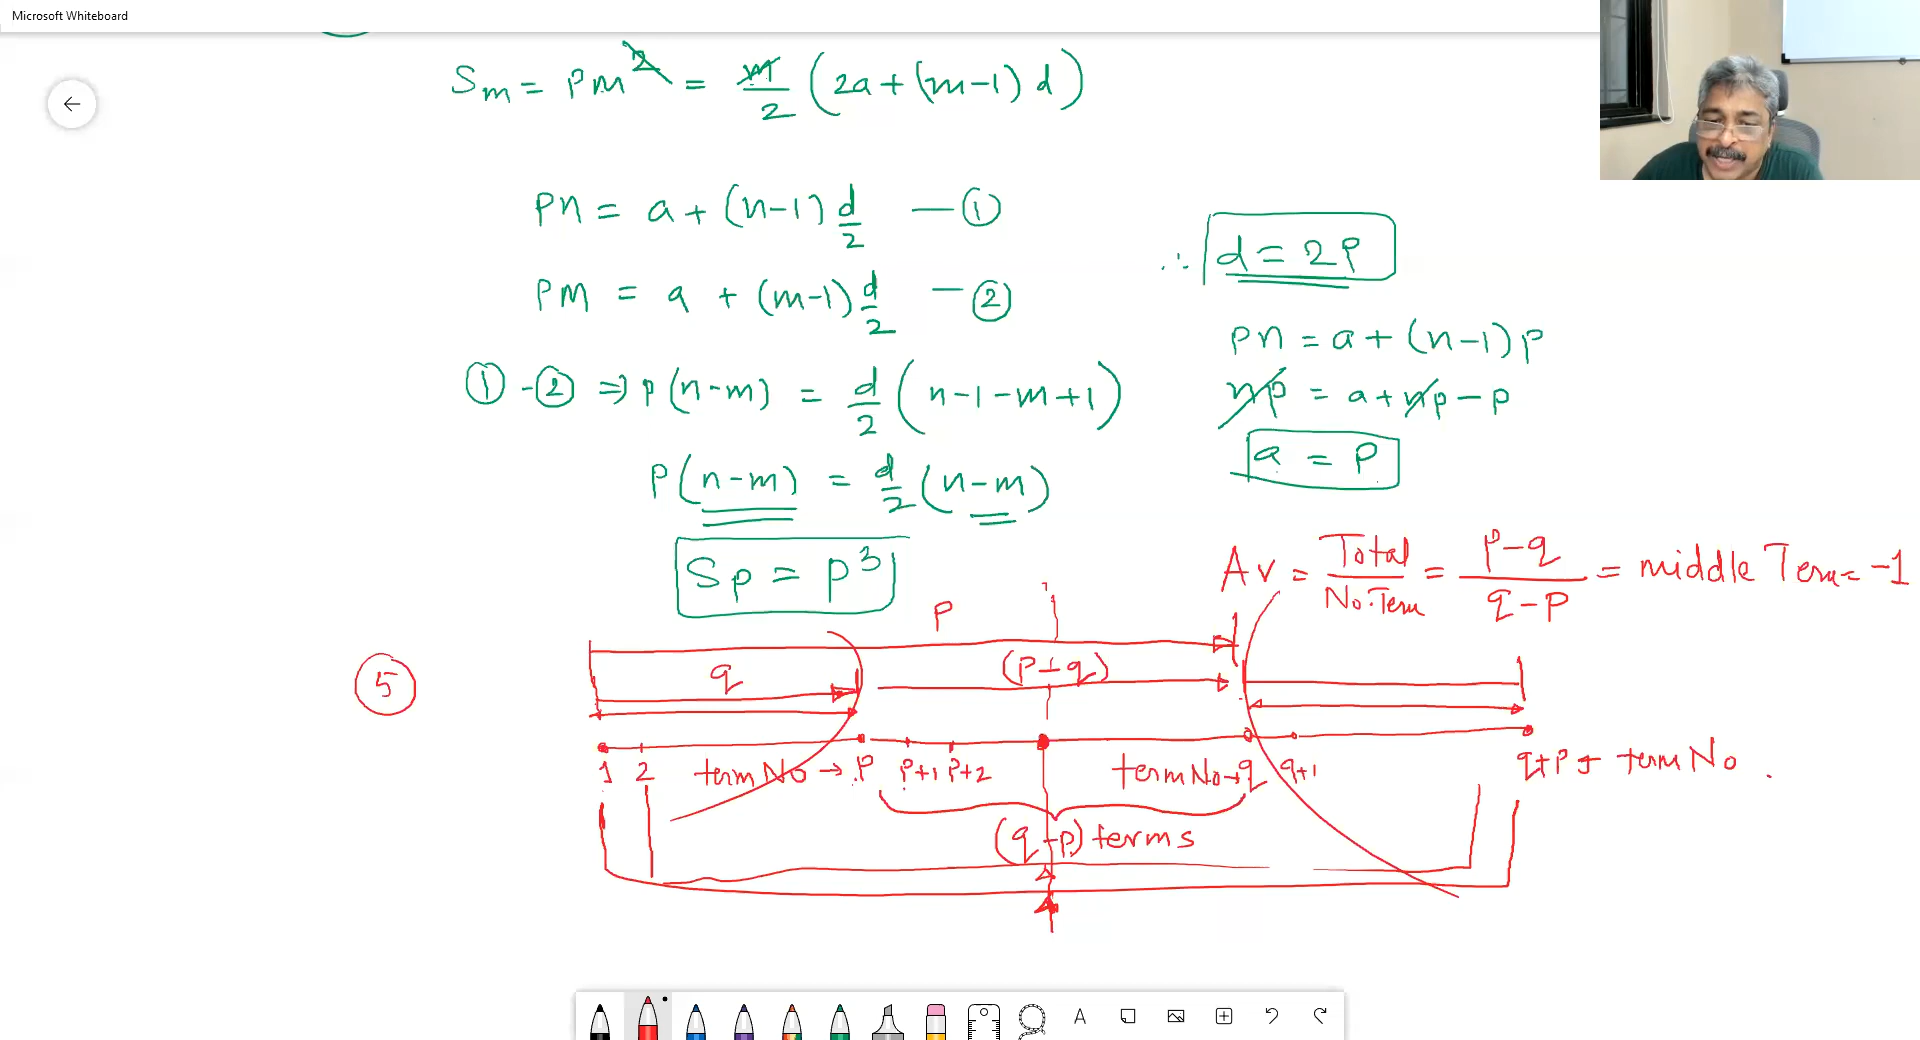 Microsoft Whiteboard
Sm = Pm² = m/2 (2a + (m-1) d)
Pn = a + (n-1) d/2 — ①
Pm = a + (m-1) d/2 — ②
① - ② ⇒ P(n-m) = d/2 (n-1-m+1)
P(n-m) = d/2 (n-m)
Sp = p³
∴ d = 2P
Pn = a + (n-1) P
np = a + np - p
a = P
Av = Total/No.Term = P-q/q-P = middle Term = -1
⑤
P
q
(P-q)
1 2 term No → P P+1 P+2 term No → q q+1 q+P term No.
(q-P) terms
A